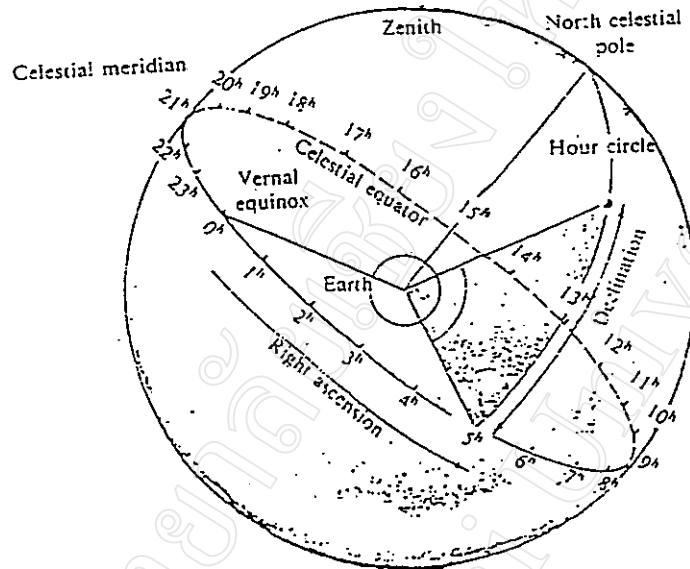 Zenith
North celestial
pole
Celestial meridian
20h
19h
18h
21h
17h
Hour circle
22h
Celestial equator
16h
23h
Vernal
equinox
15h
0h
14h
1h
Earth
13h
Declination
2h
12h
3h
11h
Right ascension
4h
10h
5h
6h
7h
8h
9h